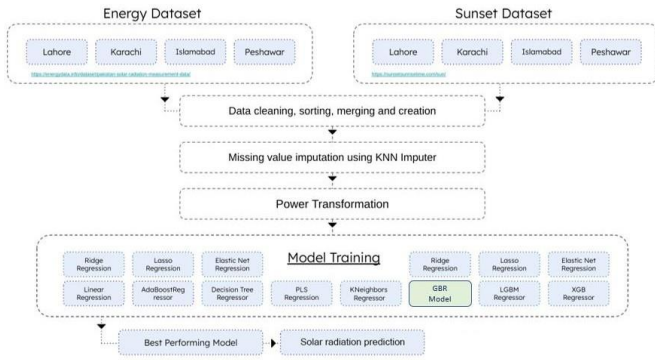 Energy Dataset
Sunset Dataset
Lahore
Karachi
Islamabad
Peshawar
Lahore
Karachi
Islamabad
Peshawar
Data cleaning, sorting, merging and creation
Missing value imputation using KNN Imputer
Power Transformation
Model Training
Ridge
Regression
Lasso
Regression
Elastic Net
Regression
Ridge
Regression
Lasso
Regression
Elastic Net
Regression
Linear
Regression
AdaBoostReg
ressor
Decision Tree
Regressor
PLS
Regression
KNeighbors
Regressor
GBR
Model
LGBM
Regressor
XGB
Regressor
Best Performing Model
Solar radiation prediction